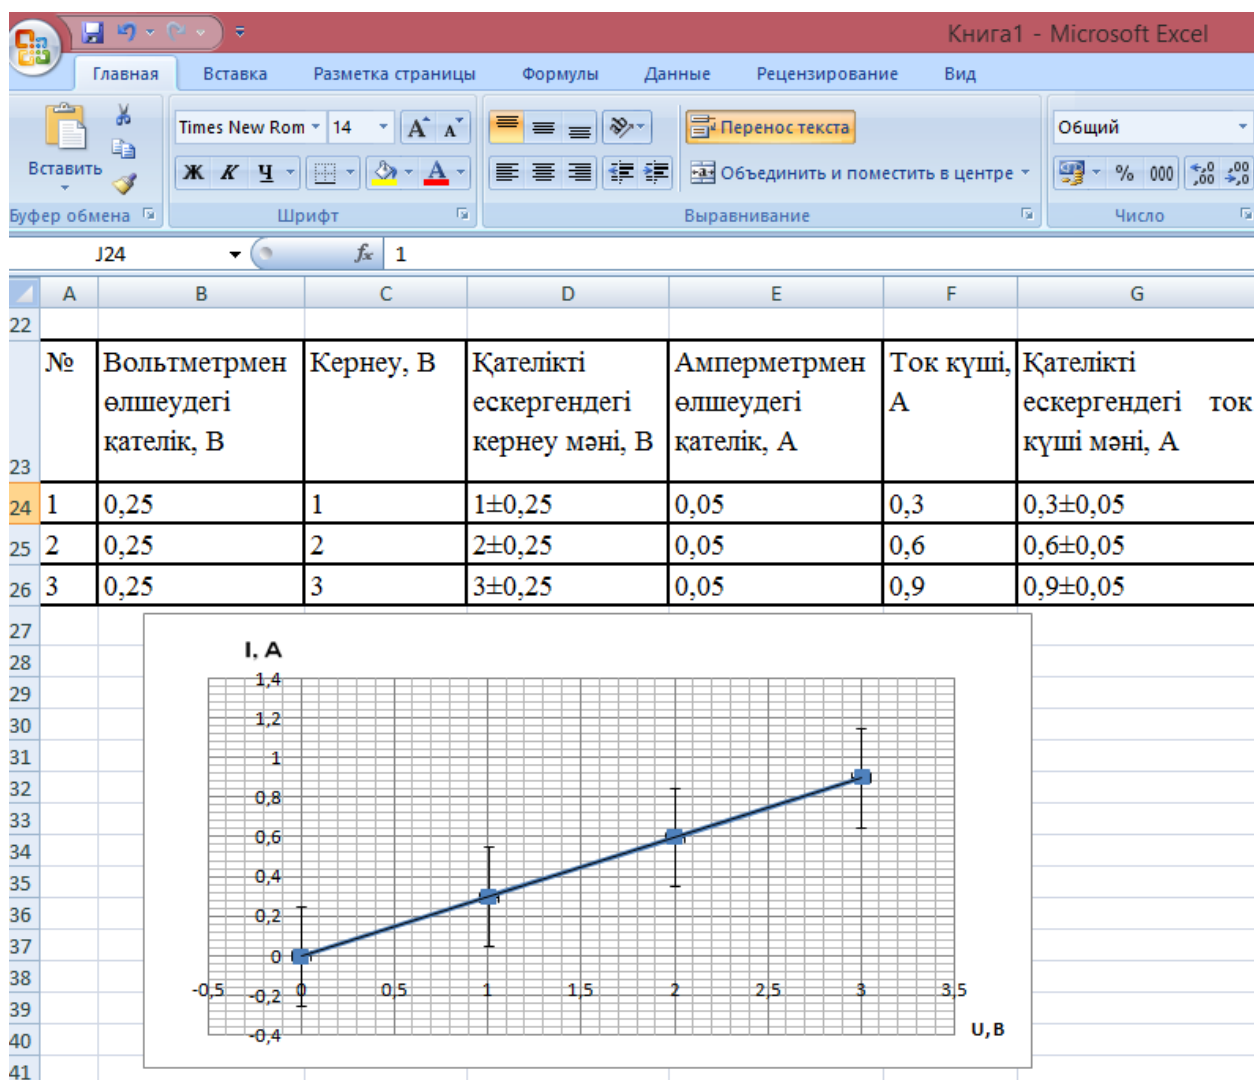 Книга1 - Microsoft Excel
Главная Вставка Разметка страницы Формулы Данные Рецензирование Вид
Times New Rom 14 A A Перенос текста Общий
Вставить Ж К Ч A Объединить и поместить в центре % 000 ,0 ,00 ,00 ,0
Буфер обмена Шрифт Выравнивание Число
J24 fx 1
A B C D E F G
22
№ Вольтметрмен Кернеу, В Қателікті Амперметрмен Ток күші, Қателікті
өлшеудегі ескергендегі өлшеудегі А ескергендегі ток
қателік, В кернеу мәні, В қателік, А күші мәні, А
23
24 1 0,25 1 1±0,25 0,05 0,3 0,3±0,05
25 2 0,25 2 2±0,25 0,05 0,6 0,6±0,05
26 3 0,25 3 3±0,25 0,05 0,9 0,9±0,05
27
28
29
30
31
32
33
34
35
36
37
38
39
40
41
I, A
1,4
1,2
1
0,8
0,6
0,4
0,2
0
-0,2
-0,4
-0,5 0 0,5 1 1,5 2 2,5 3 3,5
U,В